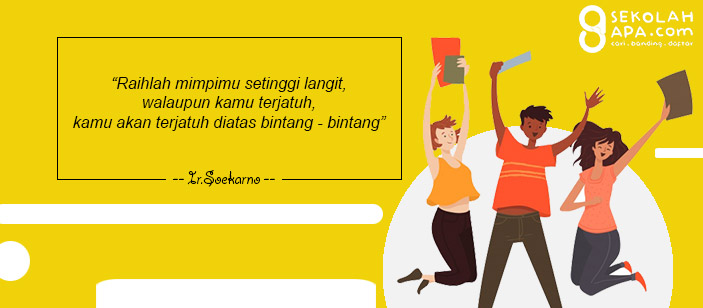 SEKOLAH
APA.com
cari . banding . daftar
“Raihlah mimpimu setinggi langit,
walaupun kamu terjatuh,
kamu akan terjatuh diatas bintang - bintang”
-- Ir.Soekarno --